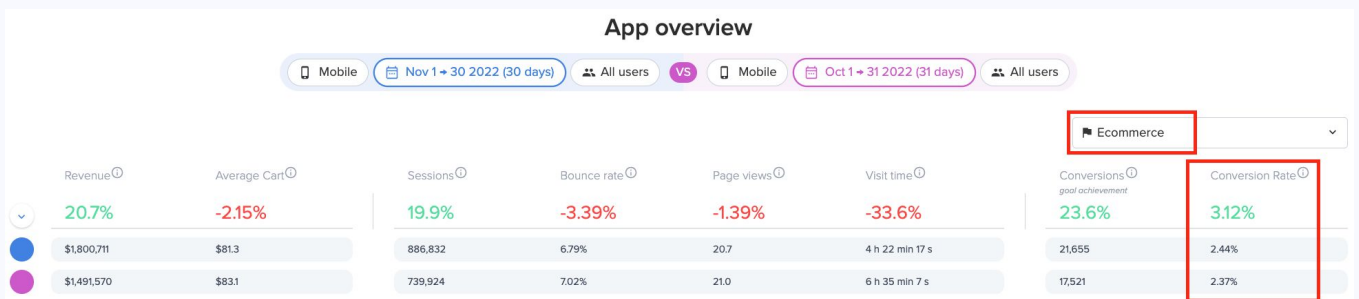 App overview
Mobile Nov 1 → 30 2022 (30 days) All users VS Mobile Oct 1 → 31 2022 (31 days) All users
Ecommerce
Revenue Average Cart Sessions Bounce rate Page views Visit time Conversions Conversion Rate
goal achievement
20.7% -2.15% 19.9% -3.39% -1.39% -33.6% 23.6% 3.12%
$1,800,711 $81.3 886,832 6.79% 20.7 4 h 22 min 17 s 21,655 2.44%
$1,491,570 $83.1 739,924 7.02% 21.0 6 h 35 min 7 s 17,521 2.37%